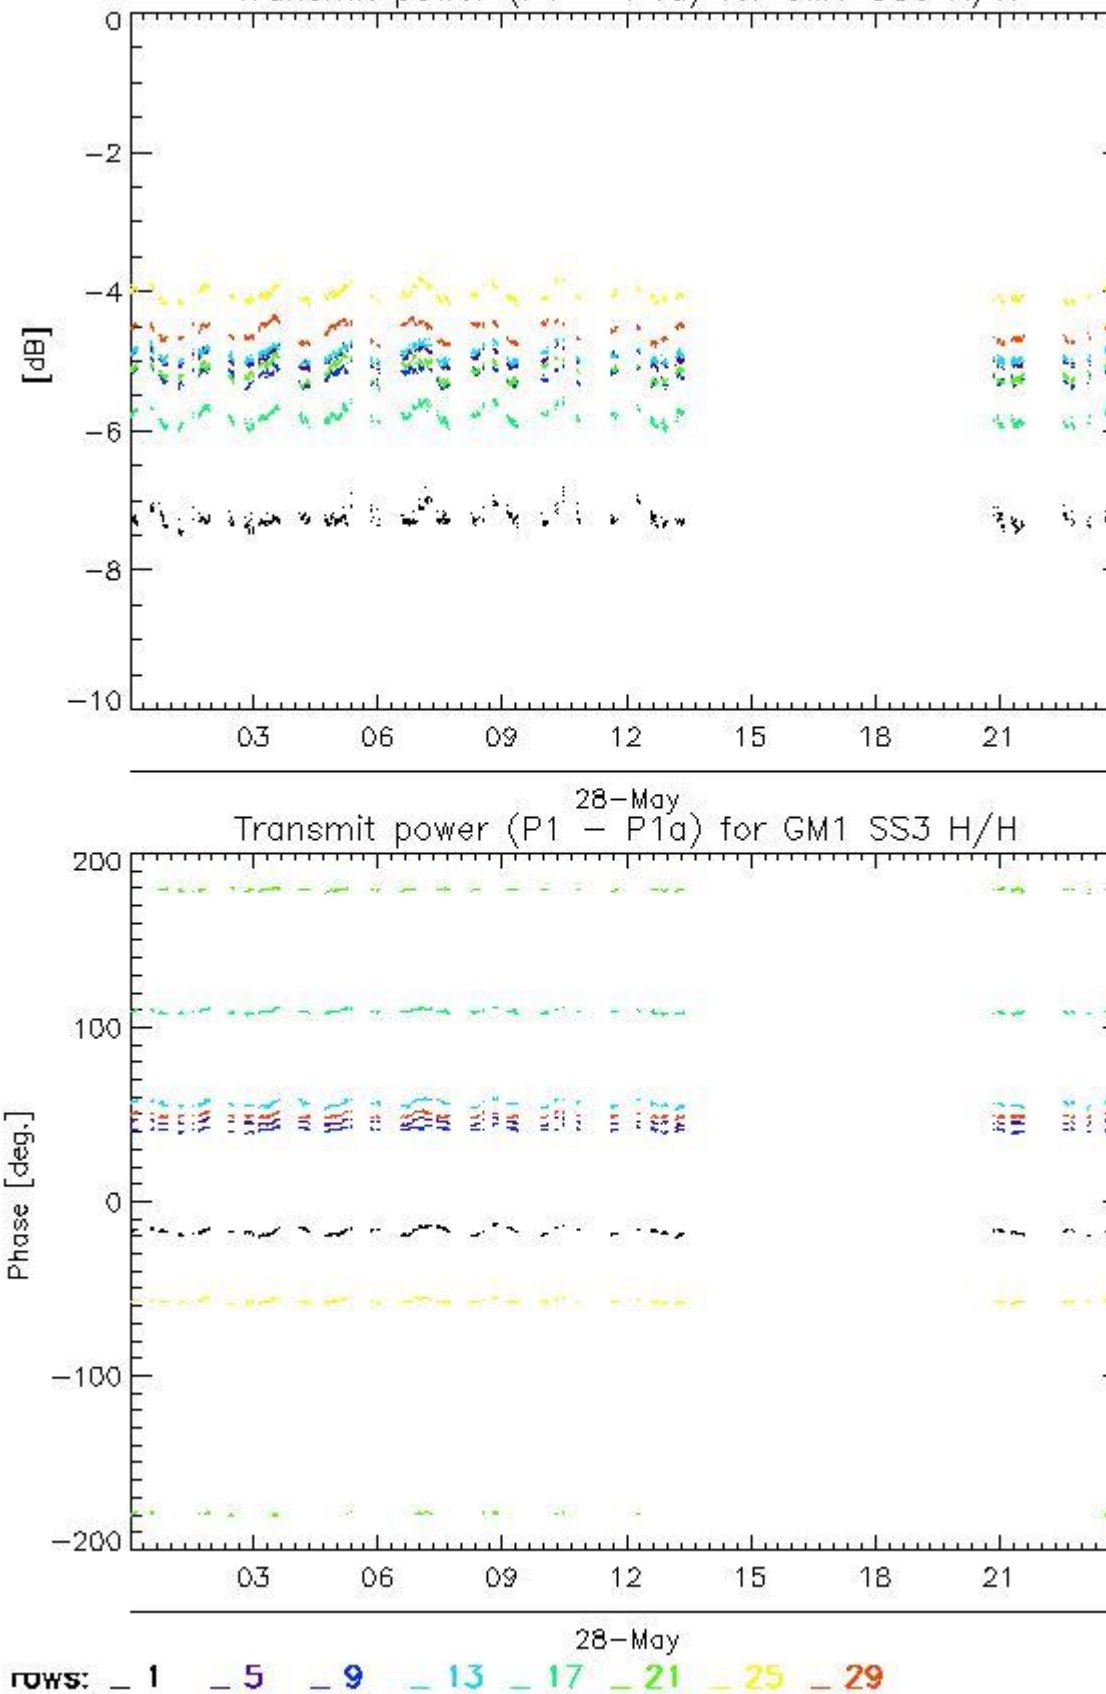 0
−2
−4
[dB]
−6
−8
−10
03 06 09 12 15 18 21
28−May
Transmit power (P1 − P1a) for GM1 SS3 H/H
200
100
0
Phase [deg.]
−100
−200
03 06 09 12 15 18 21
28−May
rows: _ 1 _ 5 _ 9 _ 13 _ 17 _ 21 _ 25 _ 29